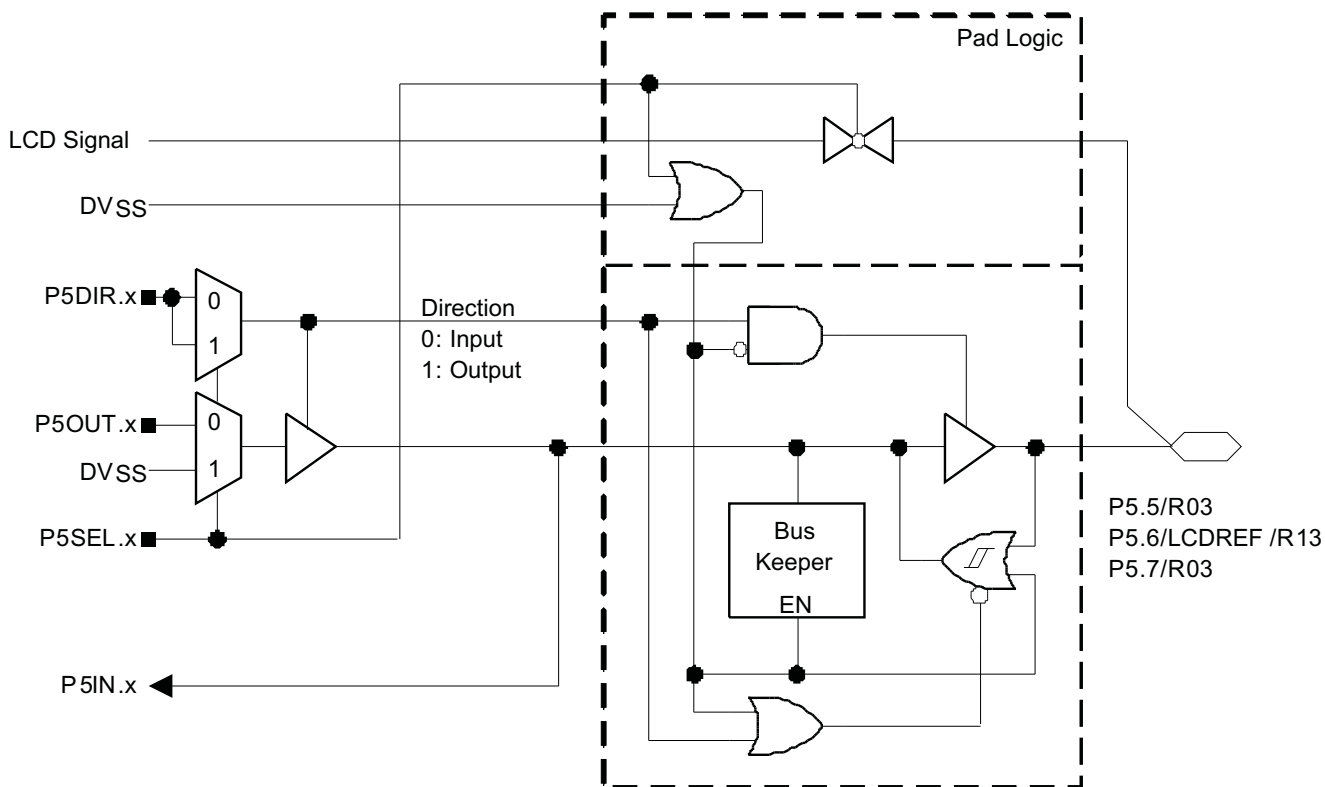 Pad Logic
LCD Signal
DVSS
P5DIR.x
0
1
Direction
0: Input
1: Output
P5OUT.x
0
DVSS
1
P5SEL.x
Bus
Keeper
EN
P5.5/R03
P5.6/LCDREF /R13
P5.7/R03
P5IN.x